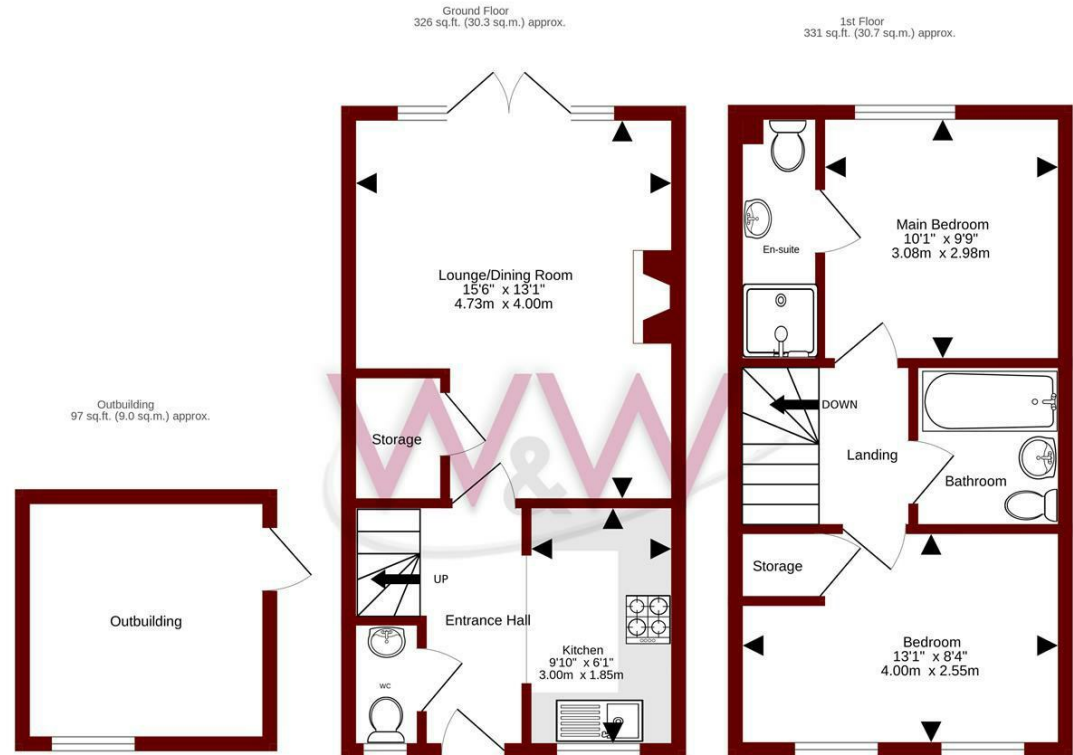 Ground Floor
326 sq.ft. (30.3 sq.m.) approx.
1st Floor
331 sq.ft. (30.7 sq.m.) approx.
Outbuilding
97 sq.ft. (9.0 sq.m.) approx.
Outbuilding
Lounge/Dining Room
15'6" x 13'1"
4.73m x 4.00m
Storage
W&W
UP
Entrance Hall
WC
Kitchen
9'10" x 6'1"
3.00m x 1.85m
Main Bedroom
10'1" x 9'9"
3.08m x 2.98m
En-suite
DOWN
Landing
Bathroom
Storage
Bedroom
13'1" x 8'4"
4.00m x 2.55m